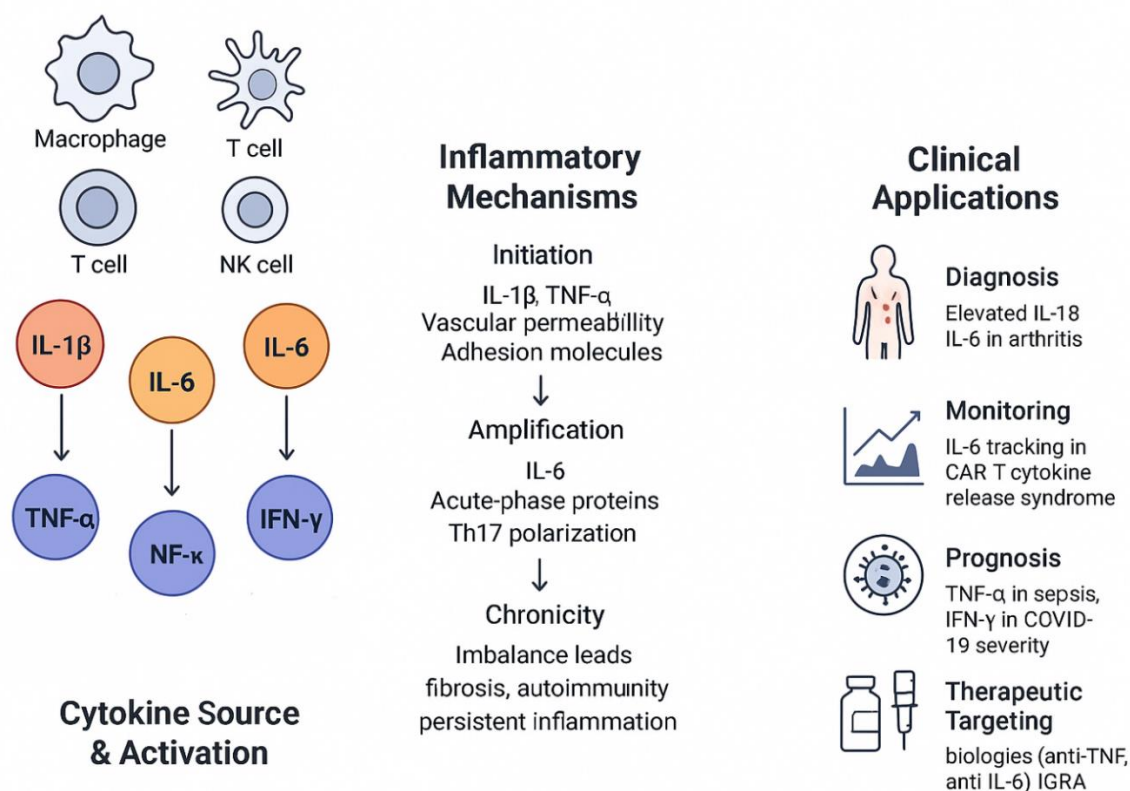 Macrophage
T cell
T cell
NK cell
IL-1β
IL-6
IL-6
TNF-α
NF-κ
IFN-γ
Cytokine Source
& Activation
Inflammatory
Mechanisms
Initiation
IL-1β, TNF-α
Vascular permeabillity
Adhesion molecules
Amplification
IL-6
Acute-phase proteins
Th17 polarization
Chronicity
Imbalance leads
fibrosis, autoimmunity
persistent inflammation
Clinical
Applications
Diagnosis
Elevated IL-18
IL-6 in arthritis
Monitoring
IL-6 tracking in
CAR T cytokine
release syndrome
Prognosis
TNF-α in sepsis,
IFN-γ in COVID-
19 severity
Therapeutic
Targeting
biologies (anti-TNF,
anti IL-6) IGRA